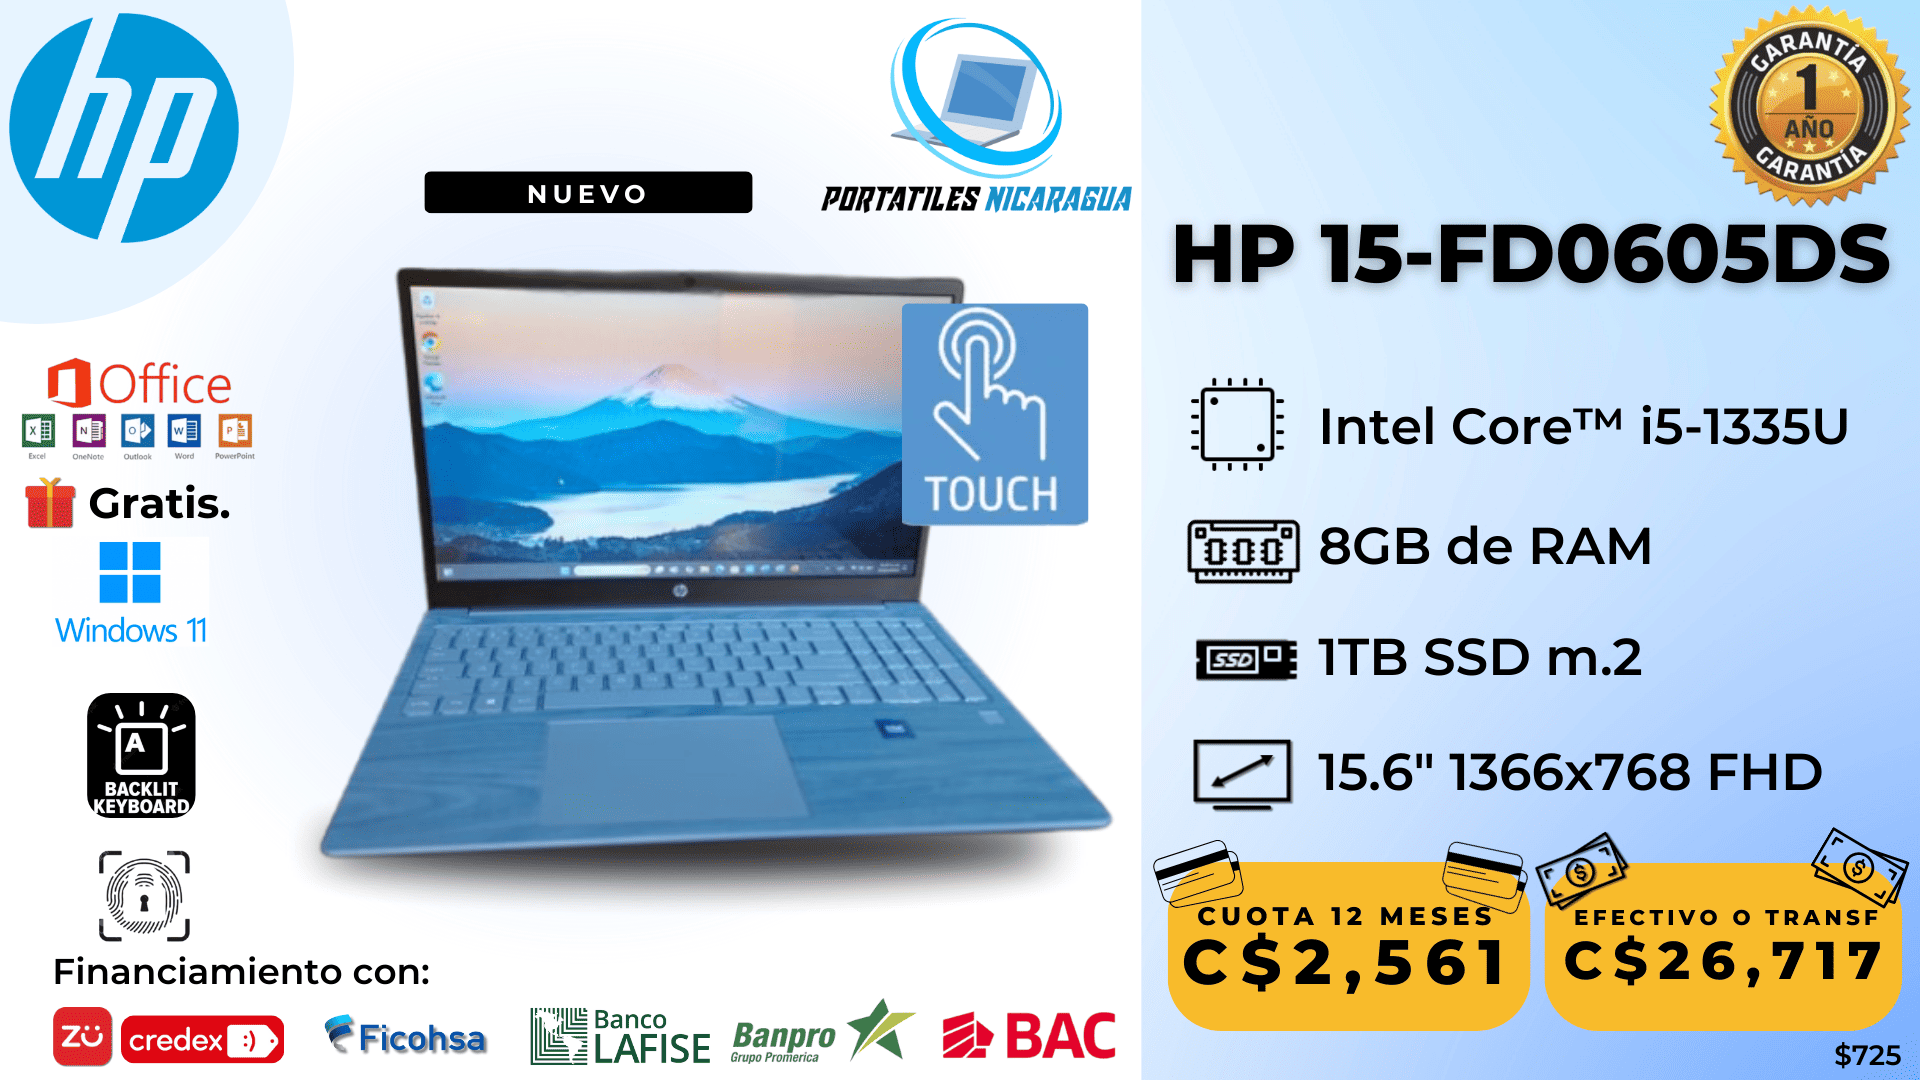 hp
NUEVO
PORTATILES NICARAGUA
GARANTÍA
1
AÑO
GARANTÍA
HP 15-FD0605DS
Office
Excel
OneNote
Outlook
Word
PowerPoint
Gratis.
Windows 11
A
BACKLIT
KEYBOARD
TOUCH
Intel Core™ i5-1335U
8GB de RAM
SSD
1TB SSD m.2
15.6" 1366x768 FHD
CUOTA 12 MESES
C$2,561
EFECTIVO O TRANSF
C$26,717
$725
Financiamiento con:
ZÜ
credex :)
Ficohsa
Banco
LAFISE
Banpro
Grupo Promerica
BAC